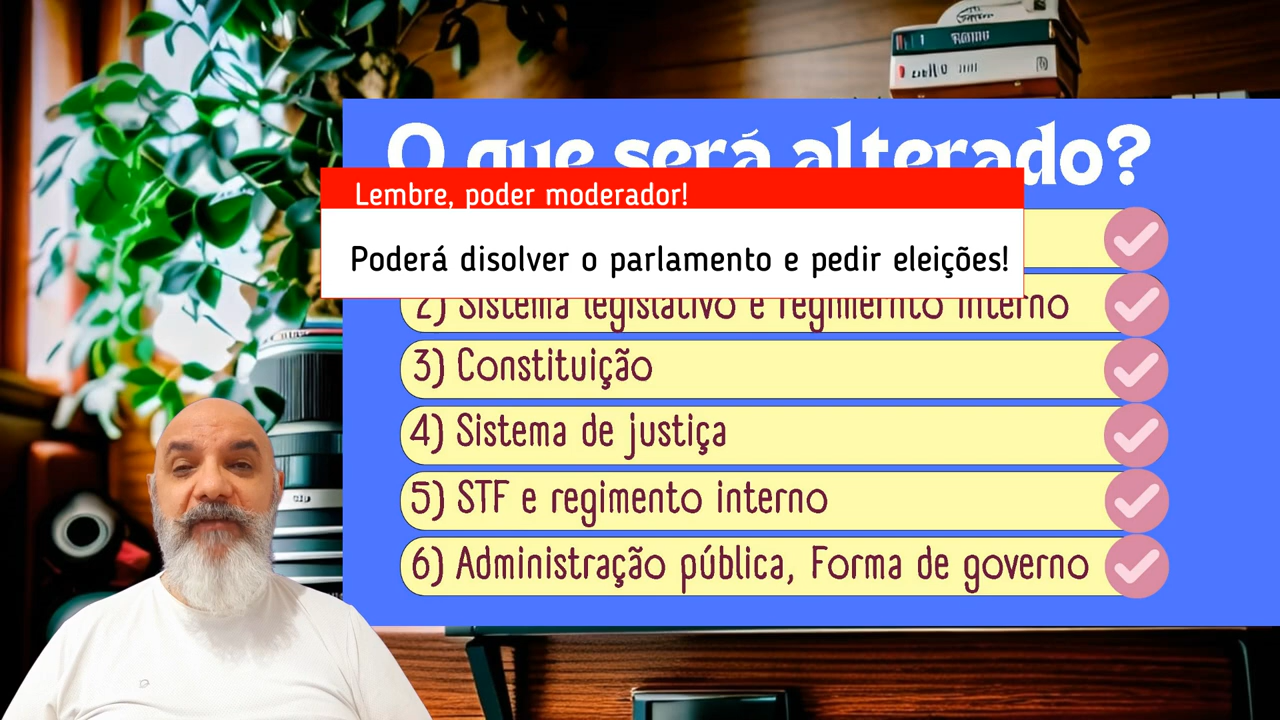 O que será alterado?
Lembre, poder moderador!
Poderá disolver o parlamento e pedir eleições!
2) Sistema legislativo e regimernto interno
3) Constituição
4) Sistema de justiça
5) STF e regimento interno
6) Administração pública, Forma de governo